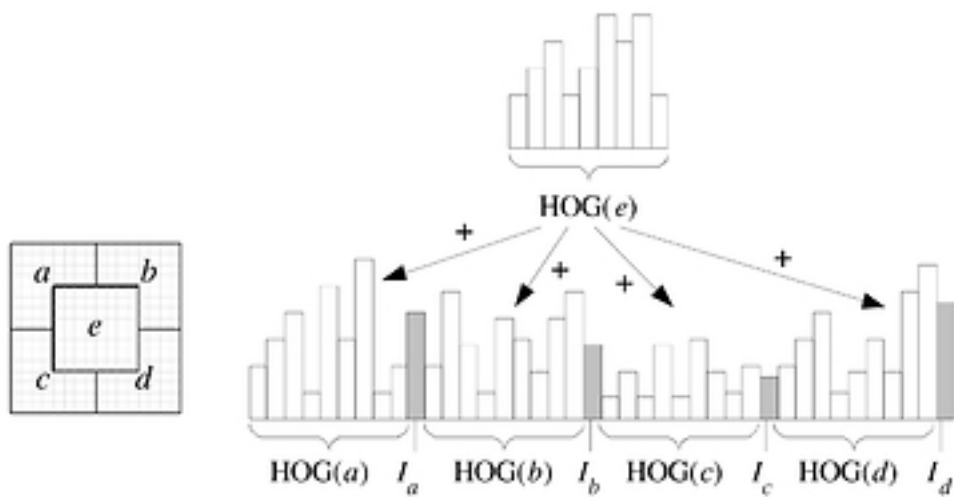 HOG(e)
+ + + +
a b
e
c d
HOG(a) I_a HOG(b) I_b HOG(c) I_c HOG(d) I_d